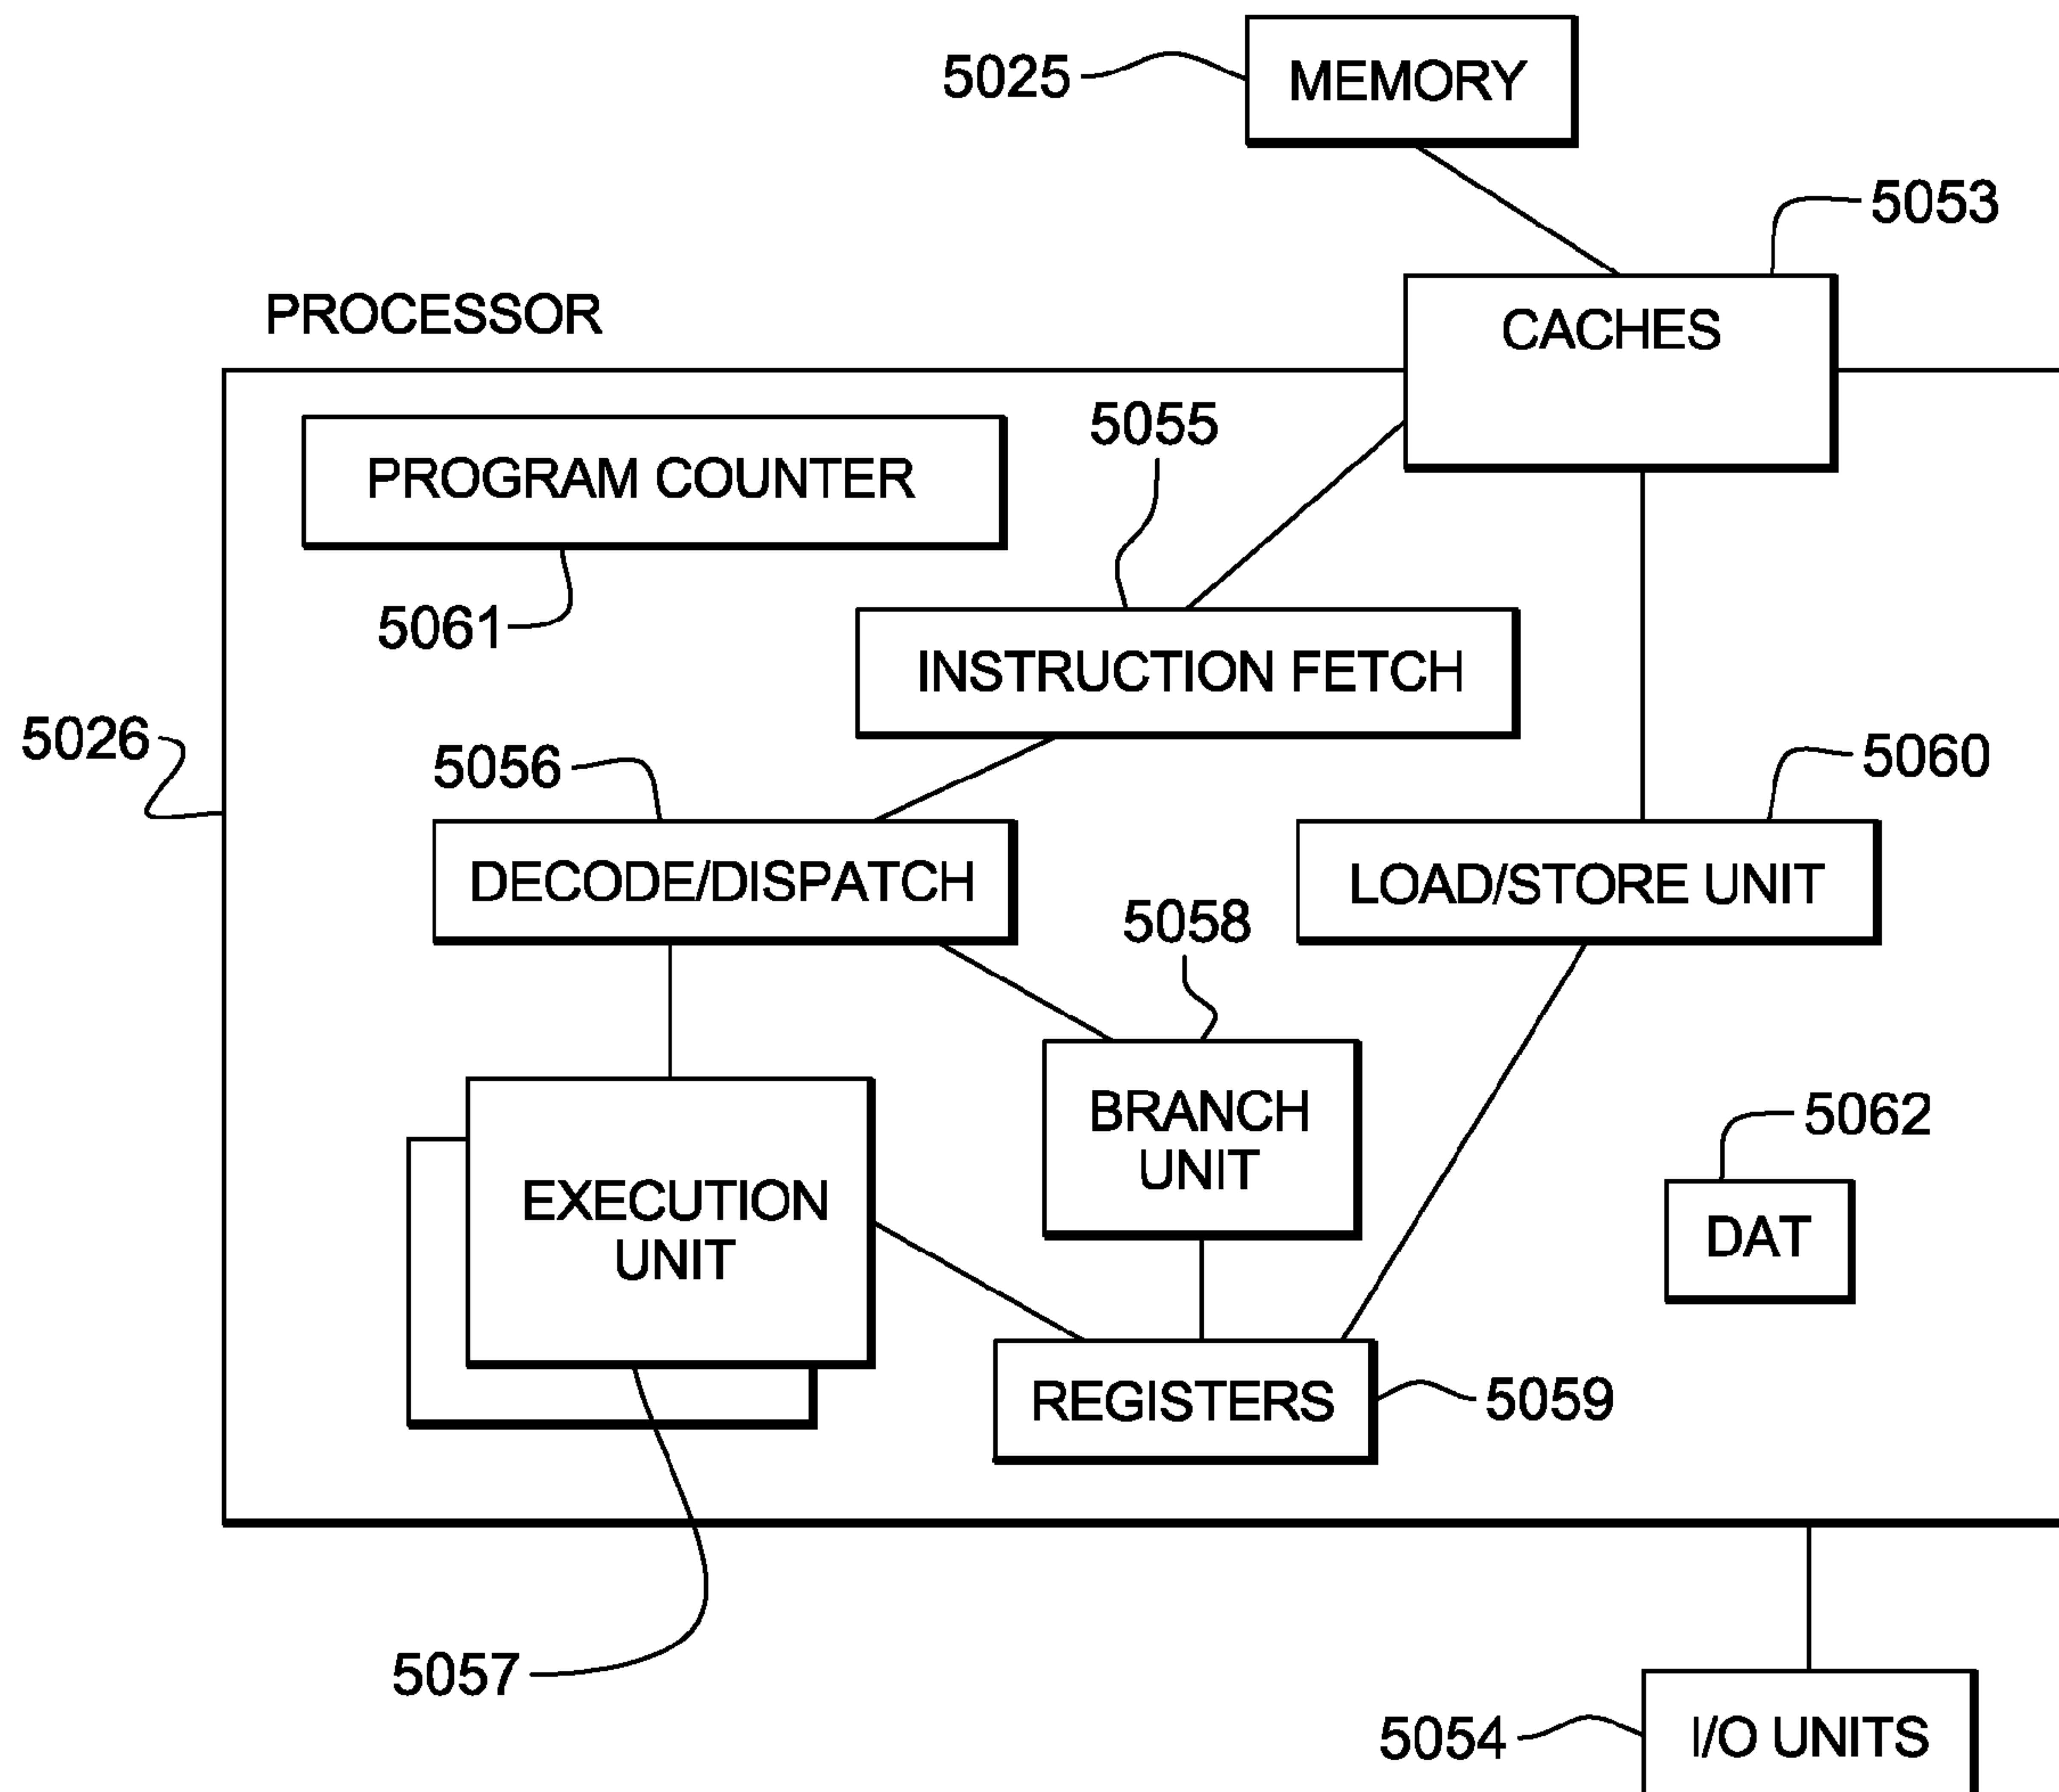 MEMORY
5025
5053
CACHES
PROCESSOR
5055
PROGRAM COUNTER
5061
INSTRUCTION FETCH
5026
5056
5060
DECODE/DISPATCH
LOAD/STORE UNIT
5058
BRANCH
UNIT
5062
EXECUTION
UNIT
DAT
REGISTERS
5059
5057
5054
I/O UNITS